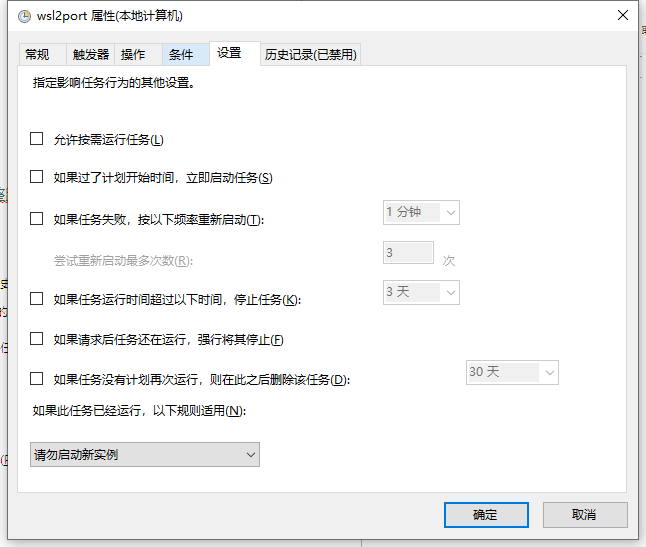 wsl2port 属性(本地计算机)
常规 触发器 操作 条件 设置 历史记录(已禁用)
指定影响任务行为的其他设置。
允许按需运行任务(L)
如果过了计划开始时间，立即启动任务(S)
如果任务失败，按以下频率重新启动(T): 1 分钟
尝试重新启动最多次数(R): 3 次
如果任务运行时间超过以下时间，停止任务(K): 3 天
如果请求后任务还在运行，强行将其停止(F)
如果任务没有计划再次运行，则在此之后删除该任务(D): 30 天
如果此任务已经运行，以下规则适用(N):
请勿启动新实例
确定 取消